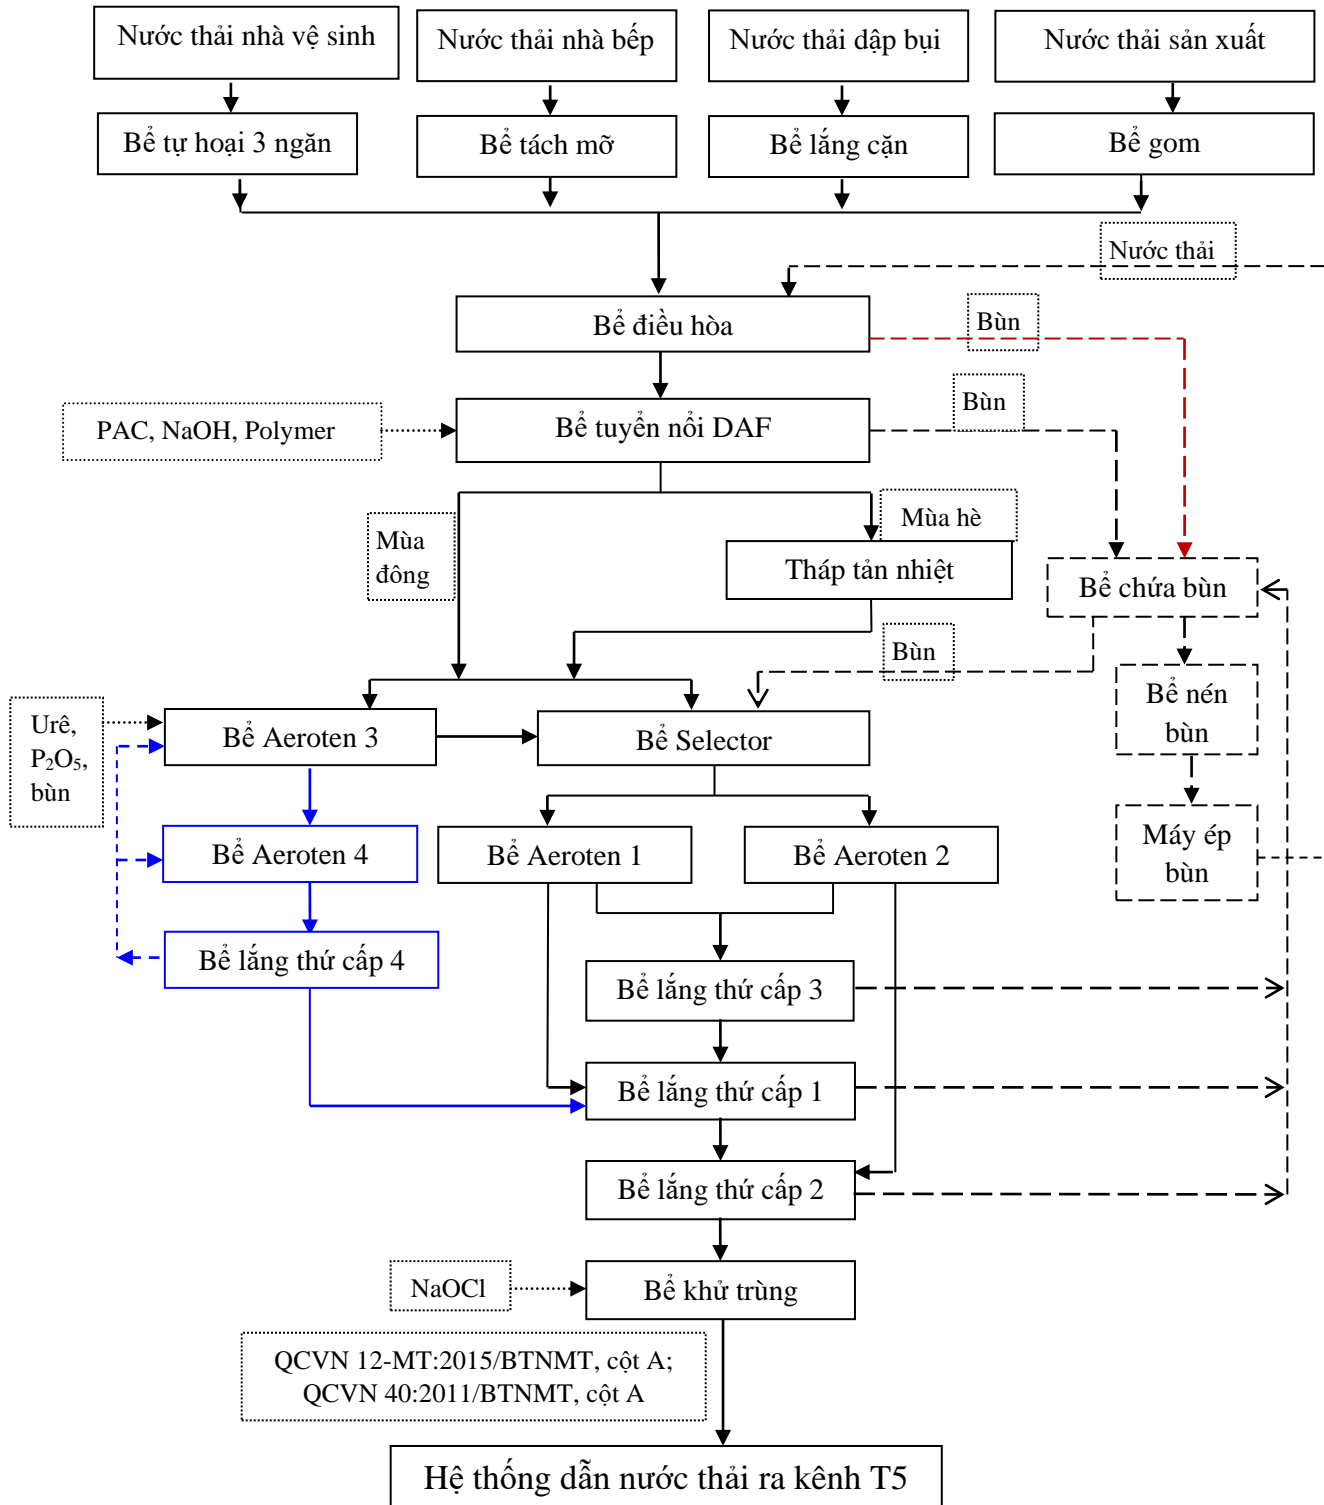 Nước thải nhà vệ sinh
Nước thải nhà bếp
Nước thải dập bụi
Nước thải sản xuất
Bể tự hoại 3 ngăn
Bể tách mỡ
Bể lắng cặn
Bể gom
Nước thải
Bể điều hòa
Bùn
PAC, NaOH, Polymer
Bể tuyển nổi DAF
Bùn
Mùa
đông
Mùa hè
Tháp tản nhiệt
Bể chứa bùn
Bùn
Bể nén
bùn
Urê,
P₂O₅,
bùn
Bể Aeroten 3
Bể Selector
Bể Aeroten 4
Bể Aeroten 1
Bể Aeroten 2
Máy ép
bùn
Bể lắng thứ cấp 4
Bể lắng thứ cấp 3
Bể lắng thứ cấp 1
Bể lắng thứ cấp 2
NaOCl
Bể khử trùng
QCVN 12-MT:2015/BTNMT, cột A;
QCVN 40:2011/BTNMT, cột A
Hệ thống dẫn nước thải ra kênh T5